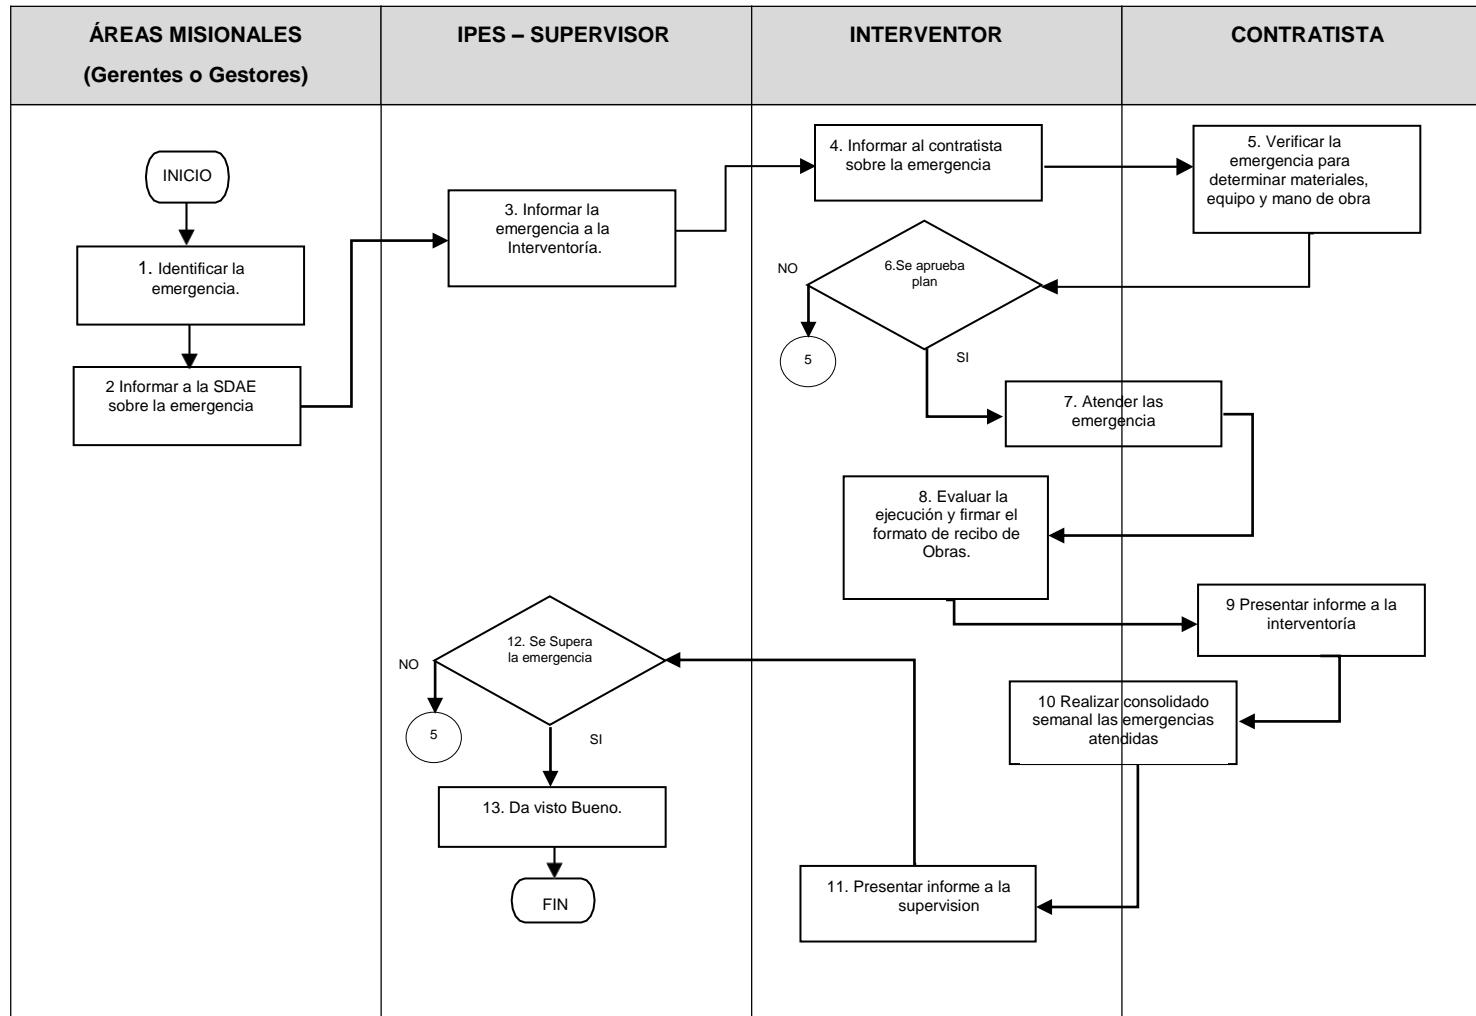 ÁREAS MISIONALES
(Gerentes o Gestores)
IPES – SUPERVISOR
INTERVENTOR
CONTRATISTA
INICIO
1. Identificar la
emergencia.
2 Informar a la SDAE
sobre la emergencia
3. Informar la
emergencia a la
Interventoría.
4. Informar al contratista
sobre la emergencia
5. Verificar la
emergencia para
determinar materiales,
equipo y mano de obra
6.Se aprueba
plan
NO
5
SI
7. Atender las
emergencia
8. Evaluar la
ejecución y firmar el
formato de recibo de
Obras.
9 Presentar informe a la
interventoría
10 Realizar consolidado
semanal las emergencias
atendidas
11. Presentar informe a la
supervision
12. Se Supera
la emergencia
NO
5
SI
13. Da visto Bueno.
FIN